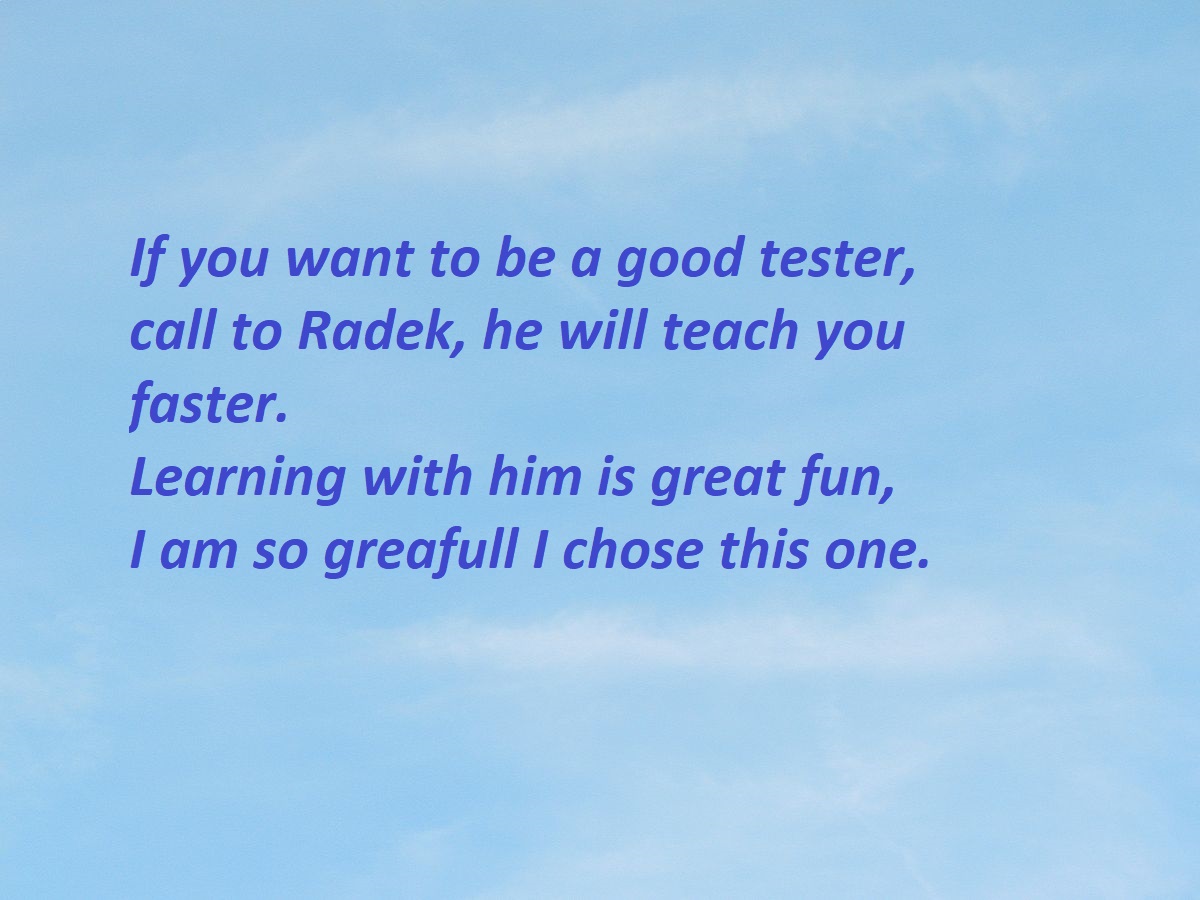 If you want to be a good tester,
call to Radek, he will teach you
faster.
Learning with him is great fun,
I am so greafull I chose this one.